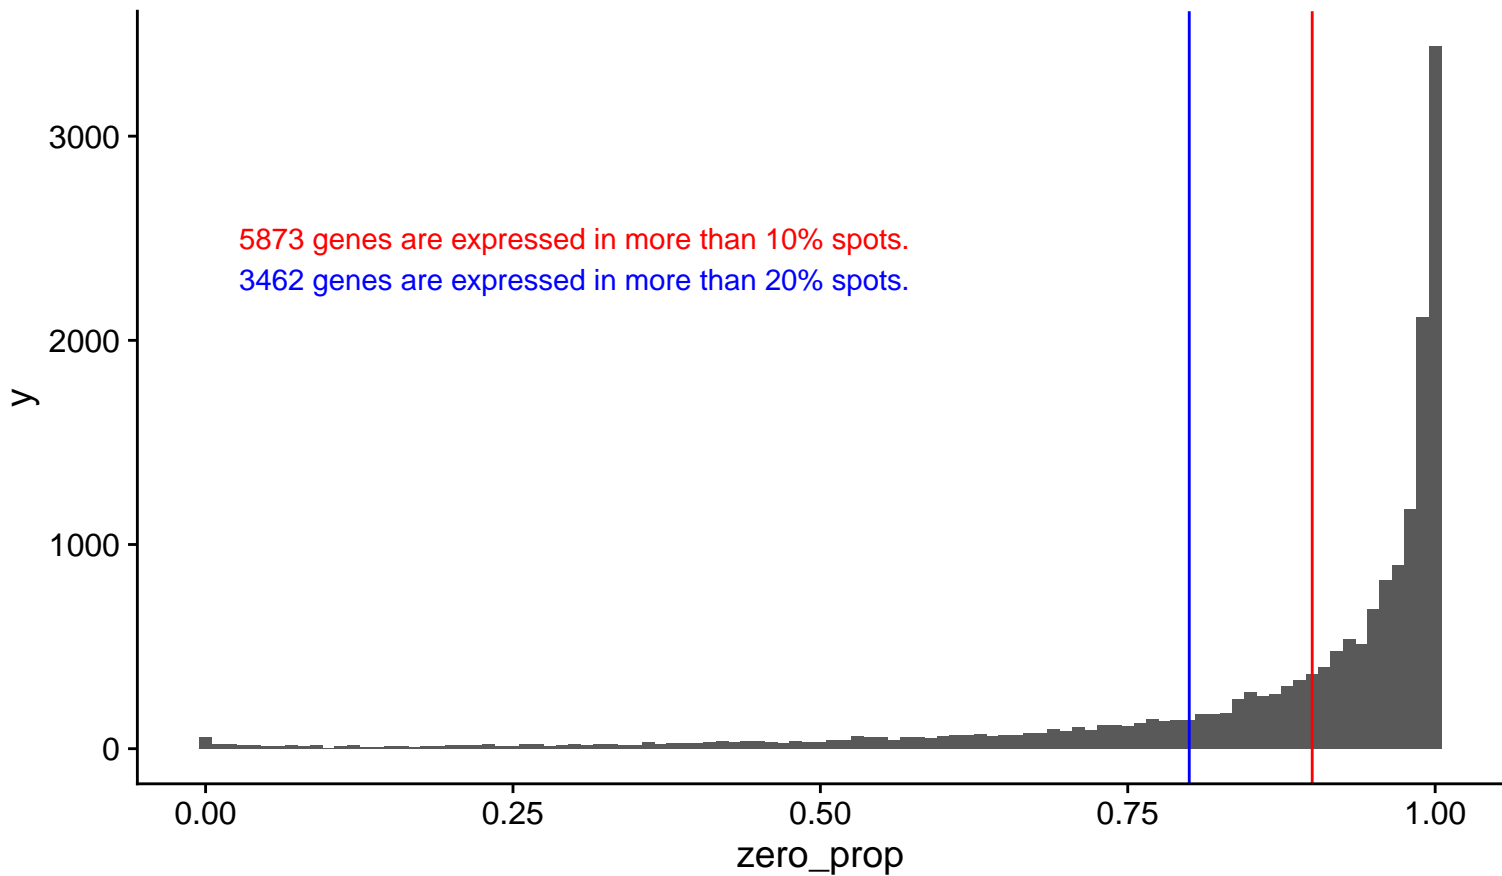 3000
2000
1000
0
y
5873 genes are expressed in more than 10% spots.
3462 genes are expressed in more than 20% spots.
0.00 0.25 0.50 0.75 1.00
zero_prop